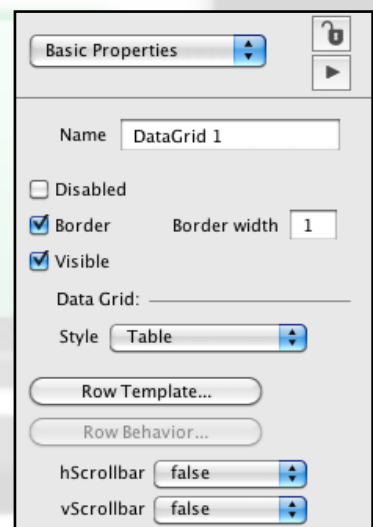 Basic Properties
Name DataGrid 1
Disabled
Border Border width 1
Visible
Data Grid:
Style Table
Row Template...
Row Behavior...
hScrollbar false
vScrollbar false